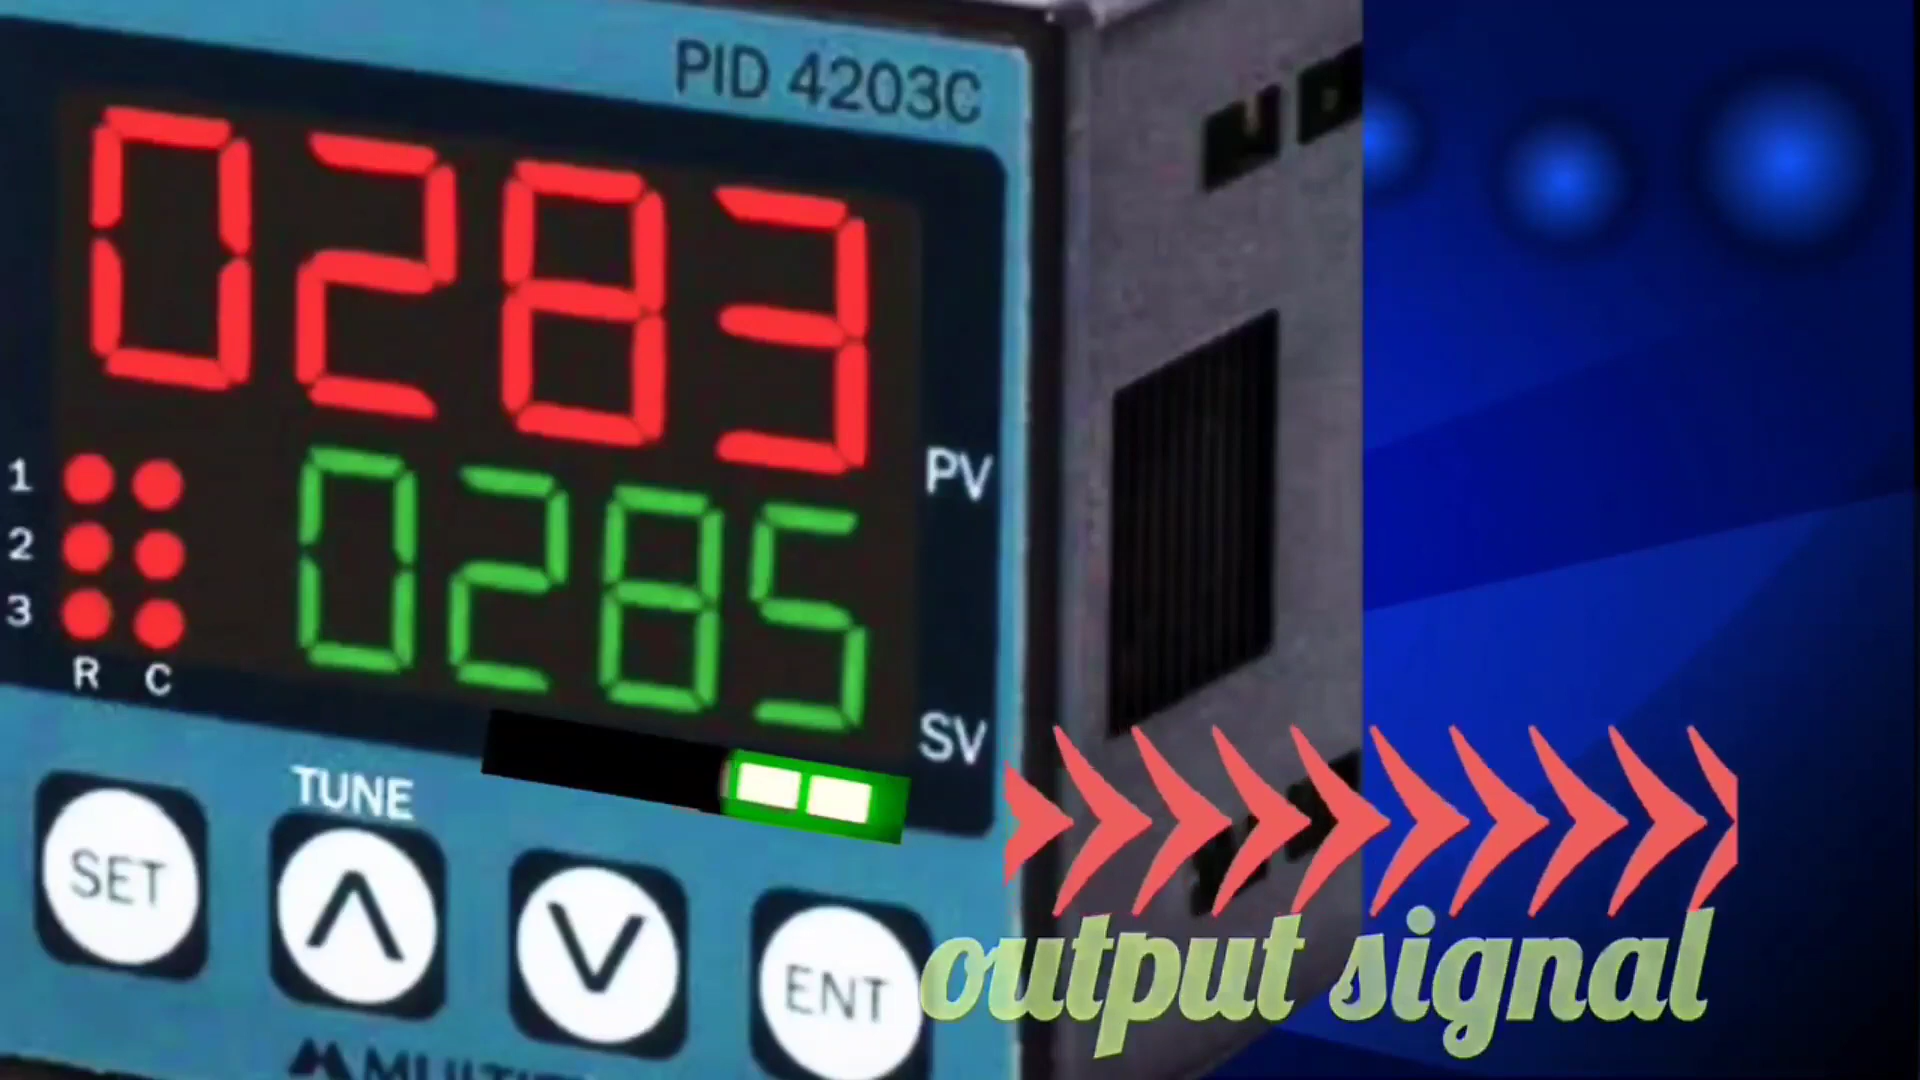 PID 4203C
0283
PV
1
2
3
R C
0285
SV
TUNE
SET
ENT
output signal